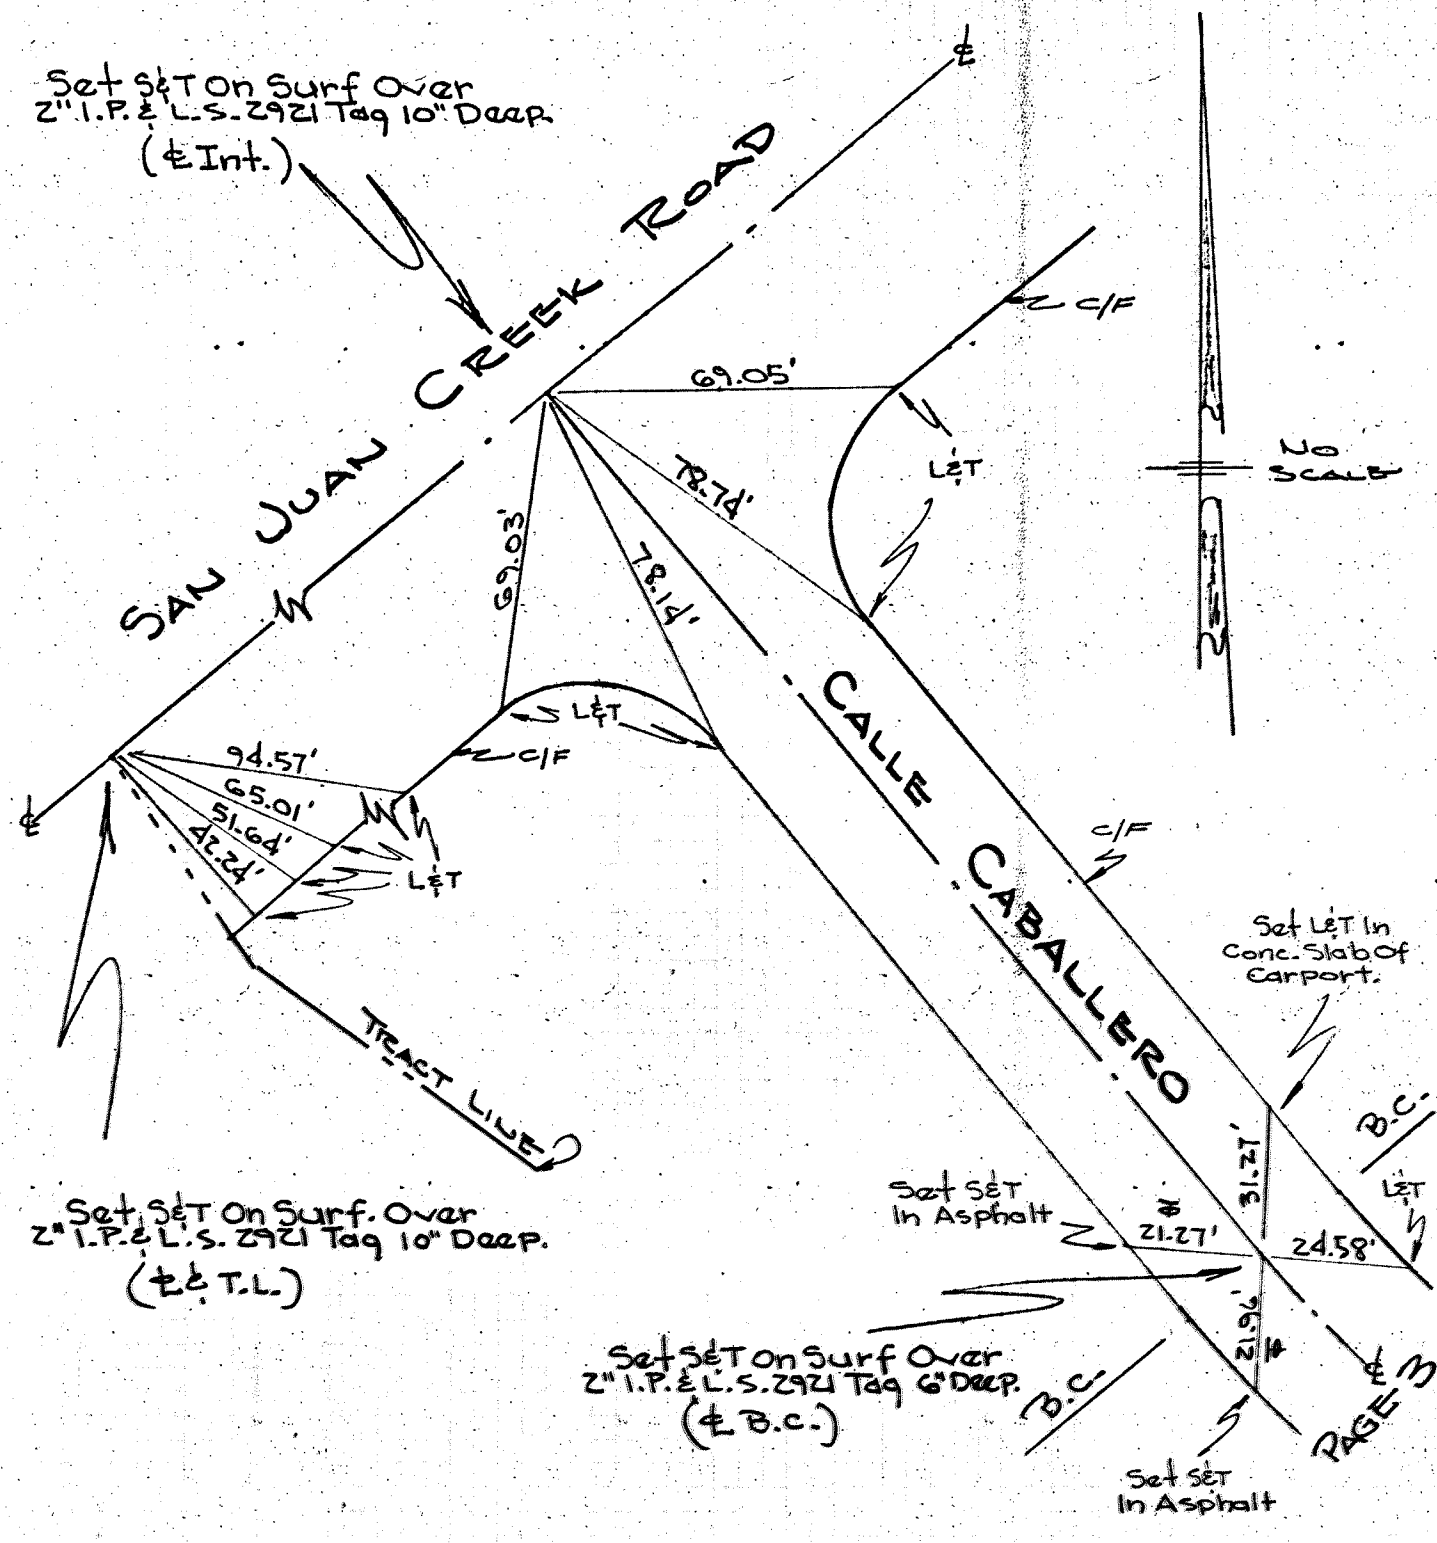 Set S&T On Surf Over
2" I.P. & L.S. 2921 Tag 10" Deep.
(℄ Int.)
℄
SAN JUAN CREEK ROAD
C/F
69.05'
L&T
NO
SCALE
78.74'
69.03'
78.14'
L&T
C/F
CALLE CABALLERO
94.57'
65.01'
51.64'
42.24'
℄
L&T
C/F
Set L&T In
Conc. Slab Of
Carport.
TRACT LINE
B.C.
31.27'
L&T
Set S&T
In Asphalt
21.27'
24.58'
Set S&T On Surf. Over
2" I.P. & L.S. 2921 Tag 10" Deep.
(℄ & T.L.)
21.96'
Set S&T On Surf Over
2" I.P. & L.S. 2921 Tag 6" Deep.
(℄ B.C.)
B.C.
℄
PAGE 3
Set S&T
In Asphalt